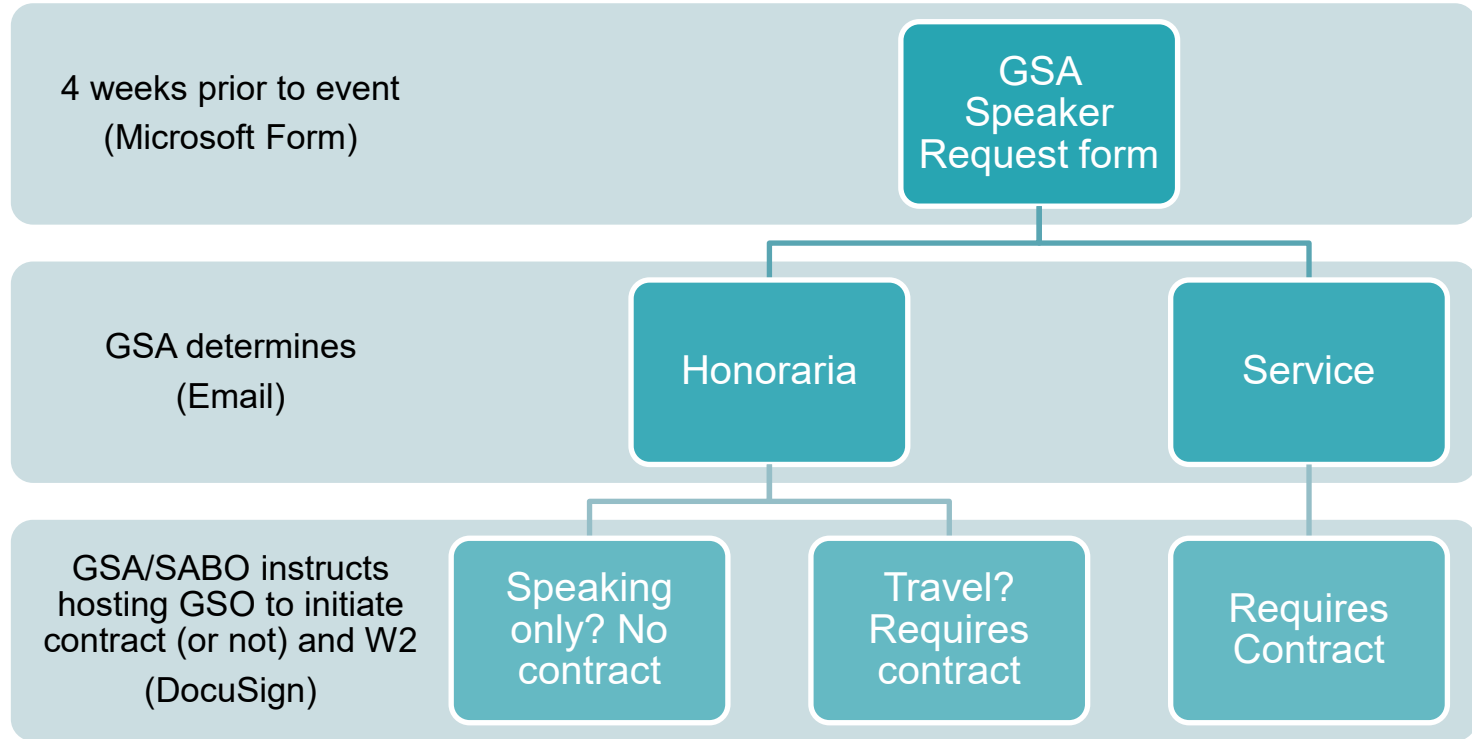 4 weeks prior to event
(Microsoft Form)
GSA
Speaker
Request form
GSA determines
(Email)
Honoraria
Service
GSA/SABO instructs
hosting GSO to initiate
contract (or not) and W2
(DocuSign)
Speaking
only? No
contract
Travel?
Requires
contract
Requires
Contract